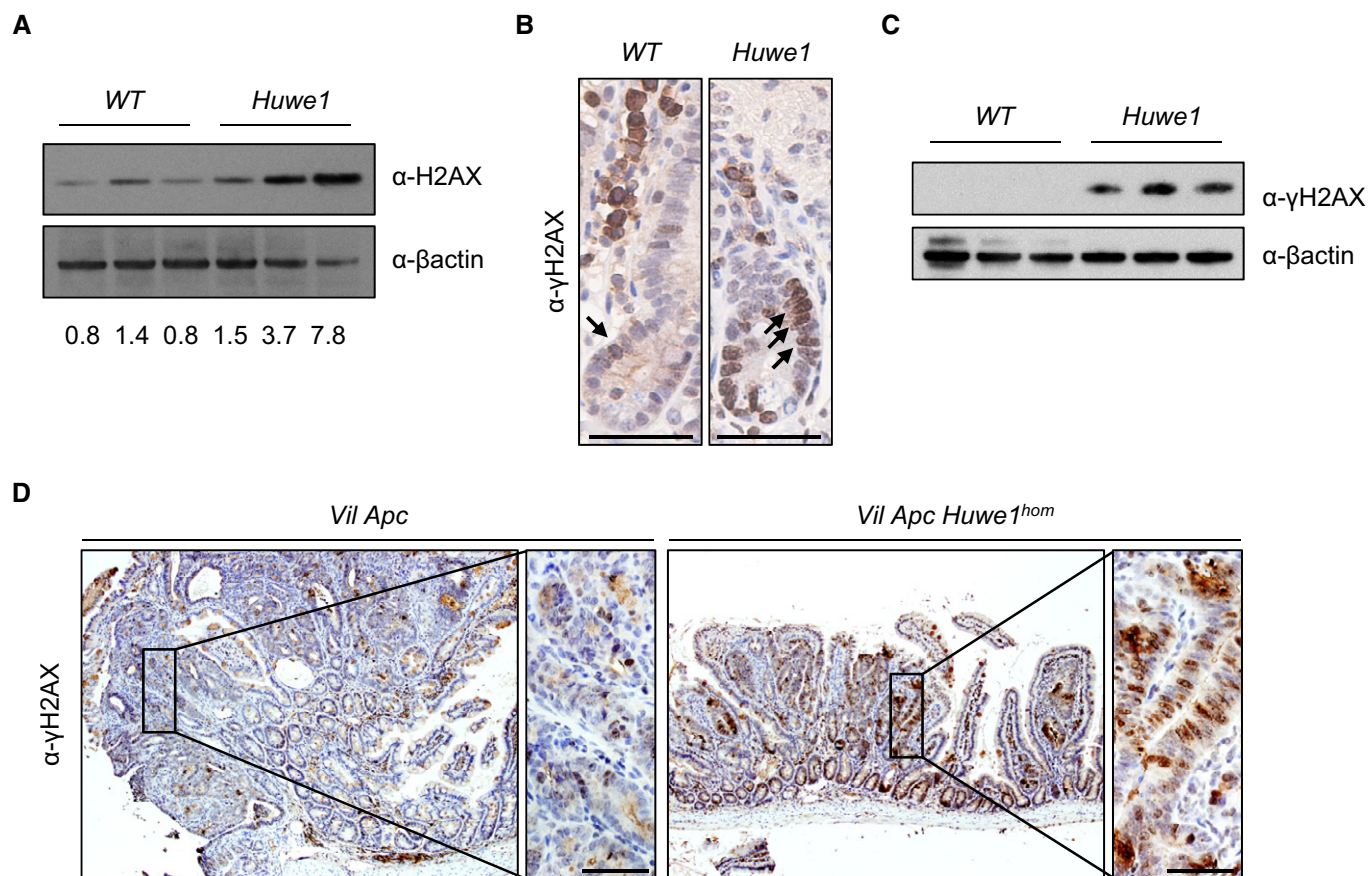 A
WT Huwe1
α-H2AX
α-βactin
0.8 1.4 0.8 1.5 3.7 7.8
B
WT Huwe1
α-γH2AX
C
WT Huwe1
α-γH2AX
α-βactin
D
Vil Apc Vil Apc Huwe1hom
α-γH2AX